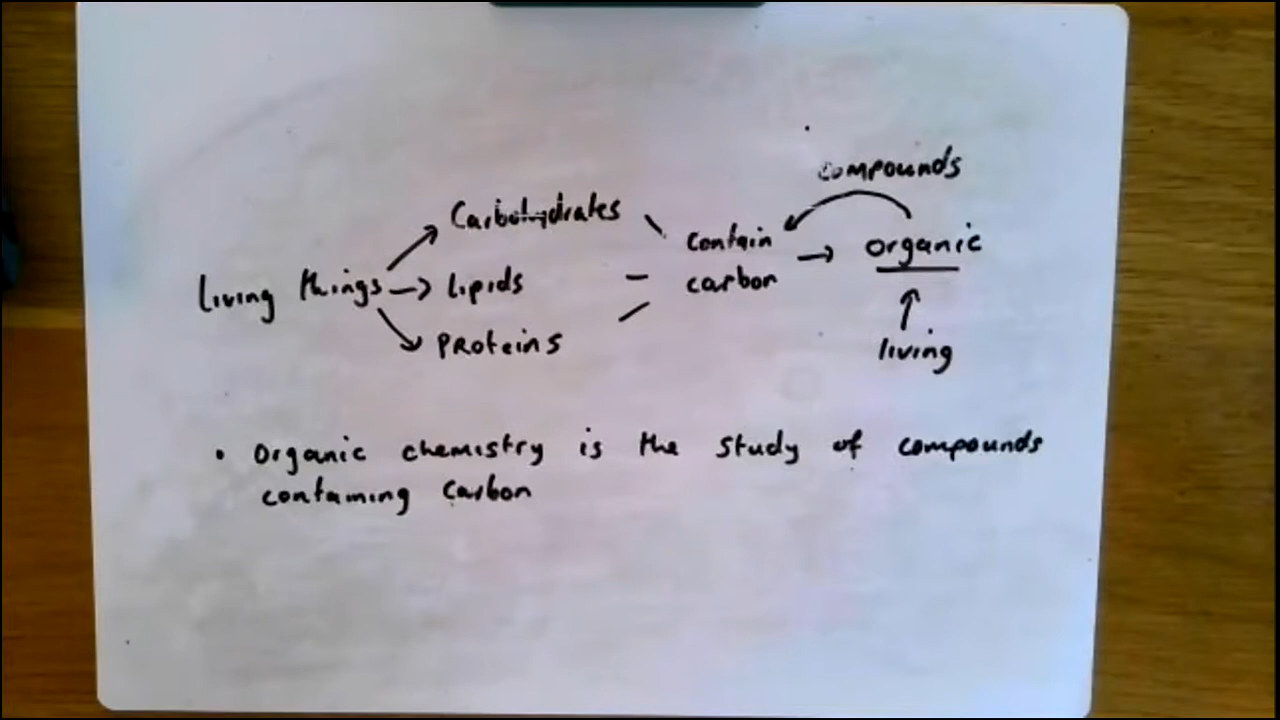 compounds
Carbohydrates
contain
carbon
organic
living things
lipids
proteins
living
• Organic chemistry is the study of compounds
containing carbon